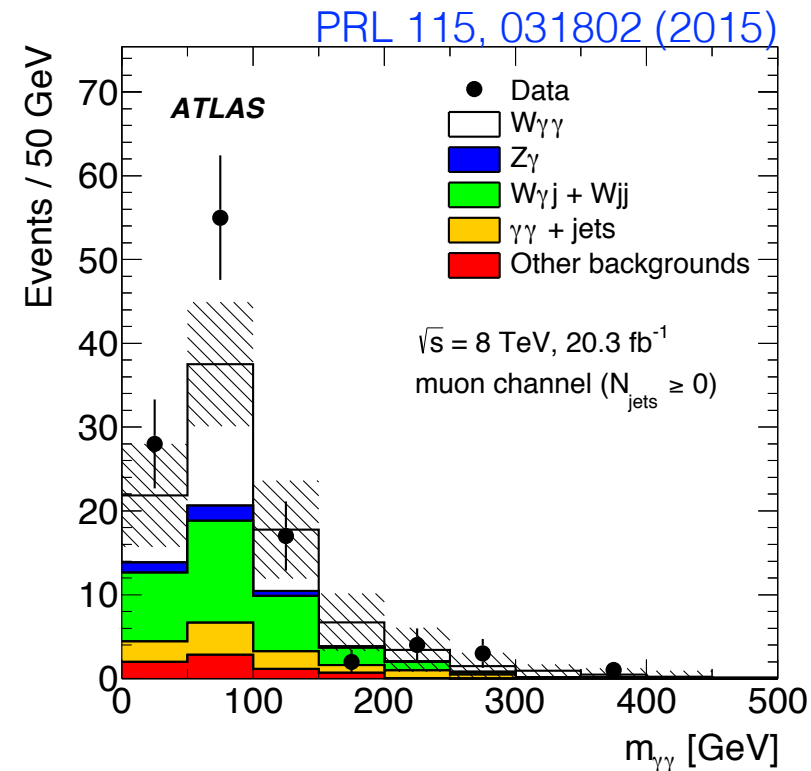 PRL 115, 031802 (2015)
Events / 50 GeV
70
60
50
40
30
20
10
0
ATLAS
Data
Wγγ
Zγ
Wγj + Wjj
γγ + jets
Other backgrounds
√s = 8 TeV, 20.3 fb⁻¹
muon channel (N_jets ≥ 0)
0 100 200 300 400 500
m_γγ [GeV]